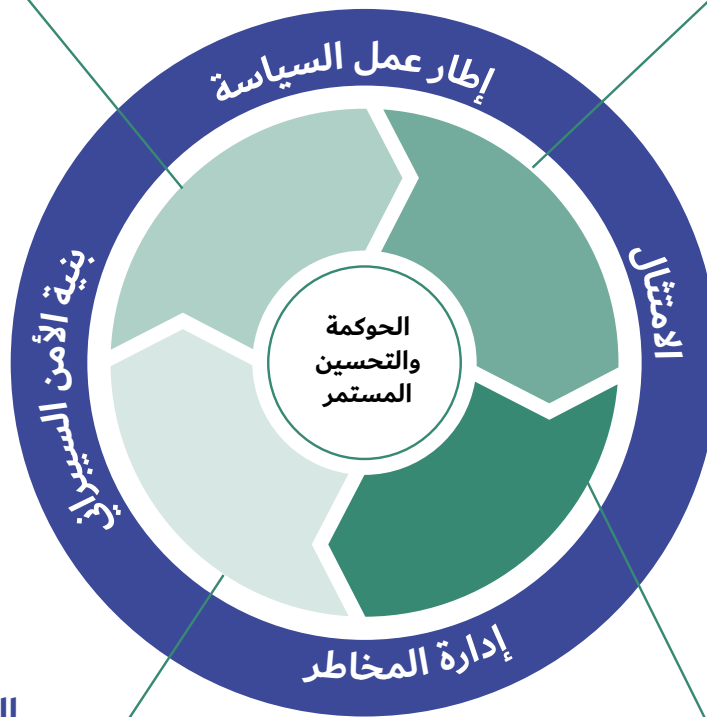 إطار عمل السياسة
الامتثال
بنية الأمن السيبراني
الحوكمة
والتحسين
المستمر
إدارة المخاطر